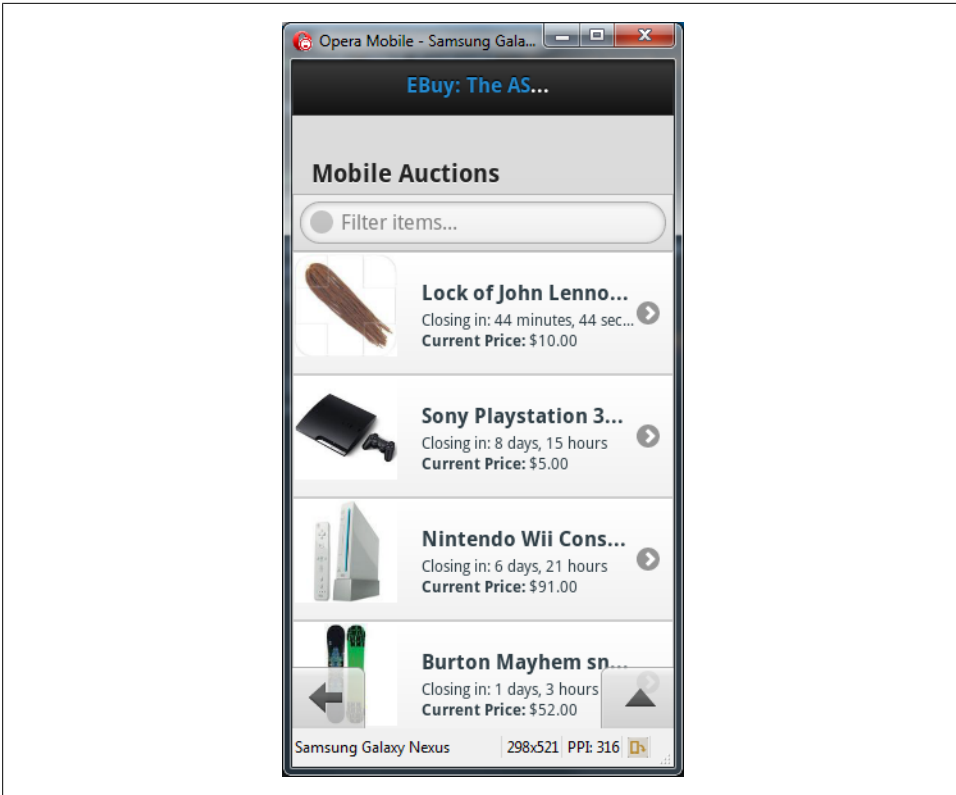 Opera Mobile - Samsung Gala...
EBuy: The AS...
Mobile Auctions
Filter items...
Lock of John Lenno...
Closing in: 44 minutes, 44 sec...
Current Price: $10.00
Sony Playstation 3...
Closing in: 8 days, 15 hours
Current Price: $5.00
Nintendo Wii Cons...
Closing in: 6 days, 21 hours
Current Price: $91.00
Burton Mayhem sn...
Closing in: 1 days, 3 hours
Current Price: $52.00
Samsung Galaxy Nexus 298x521 PPI: 316